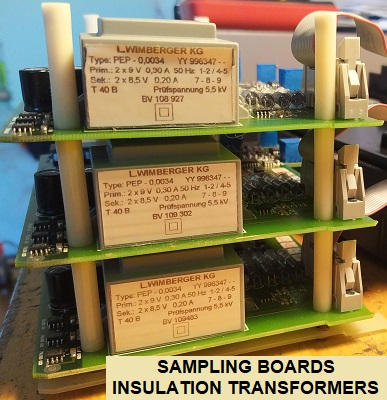 L.WIMBERGER KG
Type: PEP - 0,0034 YY 996347 - -
Prim.: 2 x 9 V 0,30 A 50 Hz 1-2 / 4-5
Sek.: 2 x 8,5 V 0,20 A 7 - 8 - 9
T 40 B Prüfspannung 5,5 kV
BV 108 927
L.WIMBERGER KG
Type: PEP - 0,0034 YY 996347 - -
Prim.: 2 x 9 V 0,30 A 50 Hz 1-2 / 4-5
Sek.: 2 x 8,5 V 0,20 A 7 - 8 - 9
T 40 B Prüfspannung 5,5 kV
BV 109 302
L.WIMBERGER KG
Type: PEP - 0,0034 YY 996347 - -
Prim.: 2 x 9 V 0,30 A 50 Hz 1-2 / 4-5
Sek.: 2 x 8,5 V 0,20 A 7 - 8 - 9
T 40 B Prüfspannung 5,5 kV
BV 109483
SAMPLING BOARDS
INSULATION TRANSFORMERS